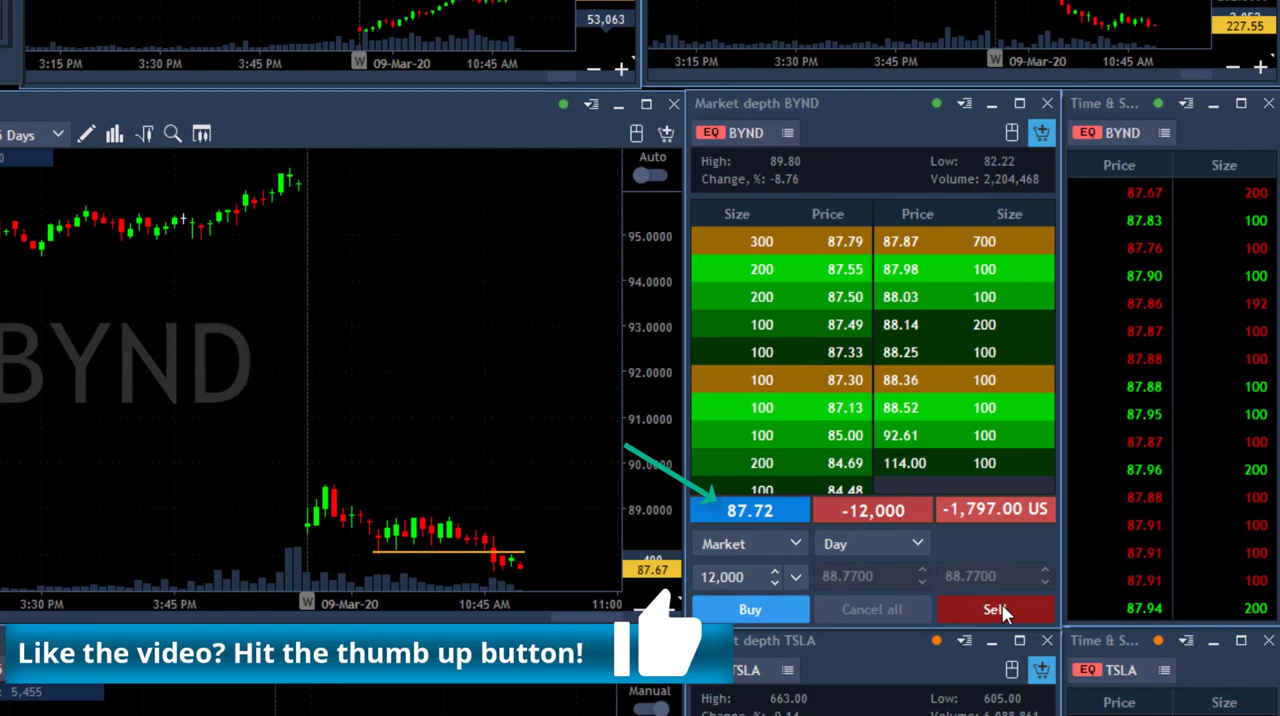 53,063
227.55
3:15 PM 3:30 PM 3:45 PM W 09-Mar-20 10:45 AM
3:15 PM 3:30 PM 3:45 PM W 09-Mar-20 10:45 AM
Market depth BYND
Time & S...
5 Days
EQ BYND
EQ BYND
Auto
High: 89.80 Low: 82.22
Change, %: -8.76 Volume: 2,204,468
Price Size
Size Price Price Size
300 87.79 87.87 700
200 87.55 87.98 100
200 87.50 88.03 100
100 87.49 88.14 200
100 87.33 88.25 100
100 87.30 88.36 100
100 87.13 88.52 100
100 85.00 92.61 100
200 84.69 114.00 100
100 84.48
87.72 -12,000 -1,797.00 US
Market Day
12,000 88.7700 88.7700
Buy Cancel all Sell
87.67 200
87.83 100
87.76 100
87.90 100
87.86 192
87.87 100
87.88 100
87.88 100
87.95 100
87.87 100
87.96 200
87.88 100
87.91 100
87.91 100
87.91 100
87.94 200
95.0000
94.0000
93.0000
92.0000
91.0000
90.0000
89.0000
87.67
BYND
3:30 PM 3:45 PM W 09-Mar-20 10:45 AM 11:00
Like the video? Hit the thumb up button!
TSLA
Time & S...
TSLA
EQ TSLA
5,455
Manual
High: 663.00 Low: 605.00
Price Size